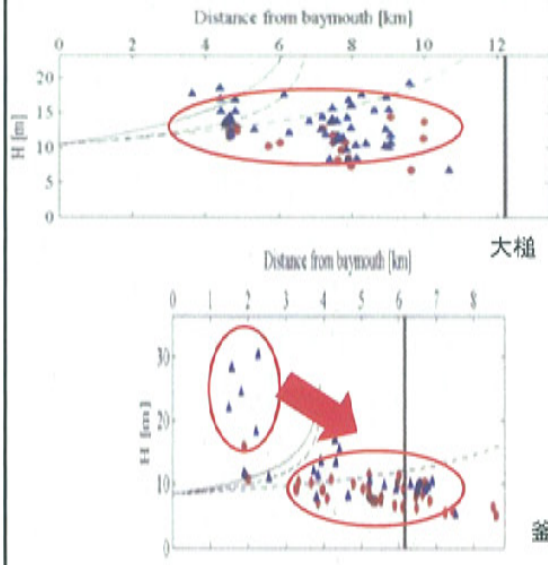 Distance from baymouth [km]
0 2 4 6 8 10 12
20
15
10
5
0
H [m]
大槌
Distance from baymouth [km]
0 1 2 3 4 5 6 7 8
30
20
10
0
H [m]
釜